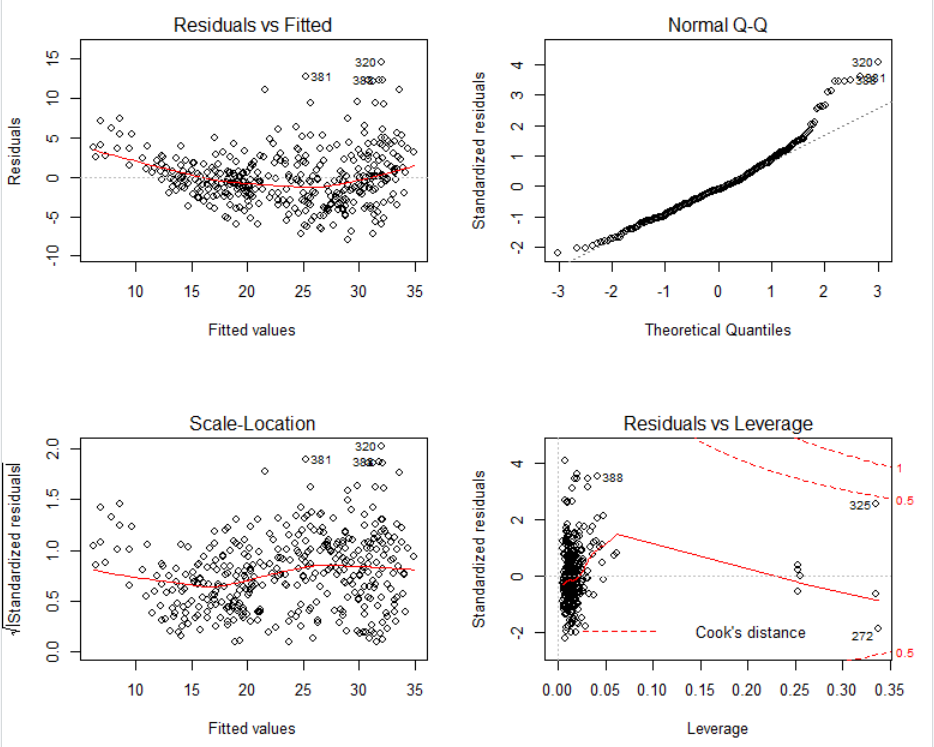 Residuals vs Fitted
Residuals
15
10
5
0
-5
-10
320
381
388
10 15 20 25 30 35
Fitted values
Normal Q-Q
Standardized residuals
4
3
2
1
0
-1
-2
320
381
-3 -2 -1 0 1 2 3
Theoretical Quantiles
Scale-Location
√|Standardized residuals|
2.0
1.5
1.0
0.5
0.0
320
381
388
10 15 20 25 30 35
Fitted values
Residuals vs Leverage
Standardized residuals
4
2
0
-2
388
325
272
1
0.5
0.5
Cook's distance
0.00 0.05 0.10 0.15 0.20 0.25 0.30 0.35
Leverage